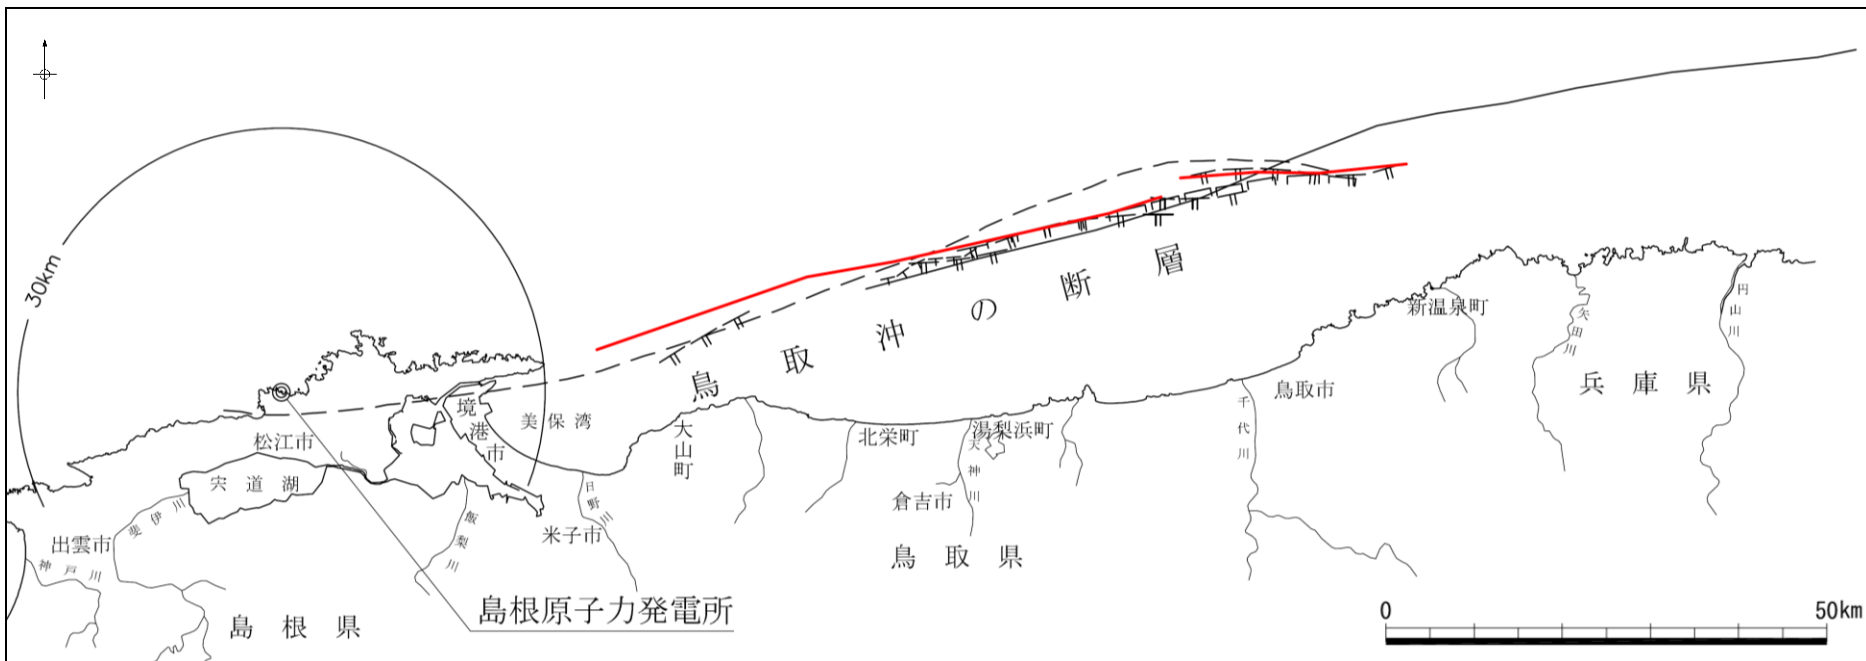 30km
鳥取沖の断層
新温泉町
円山川
矢田川
兵庫県
鳥取市
千代川
境港市
美保湾
大山町
北栄町
湯梨浜町
天神川
松江市
宍道湖
日野川
倉吉市
斐伊川
飯梨川
米子市
出雲市
神戸川
鳥取県
島根原子力発電所
島根県
0 50km